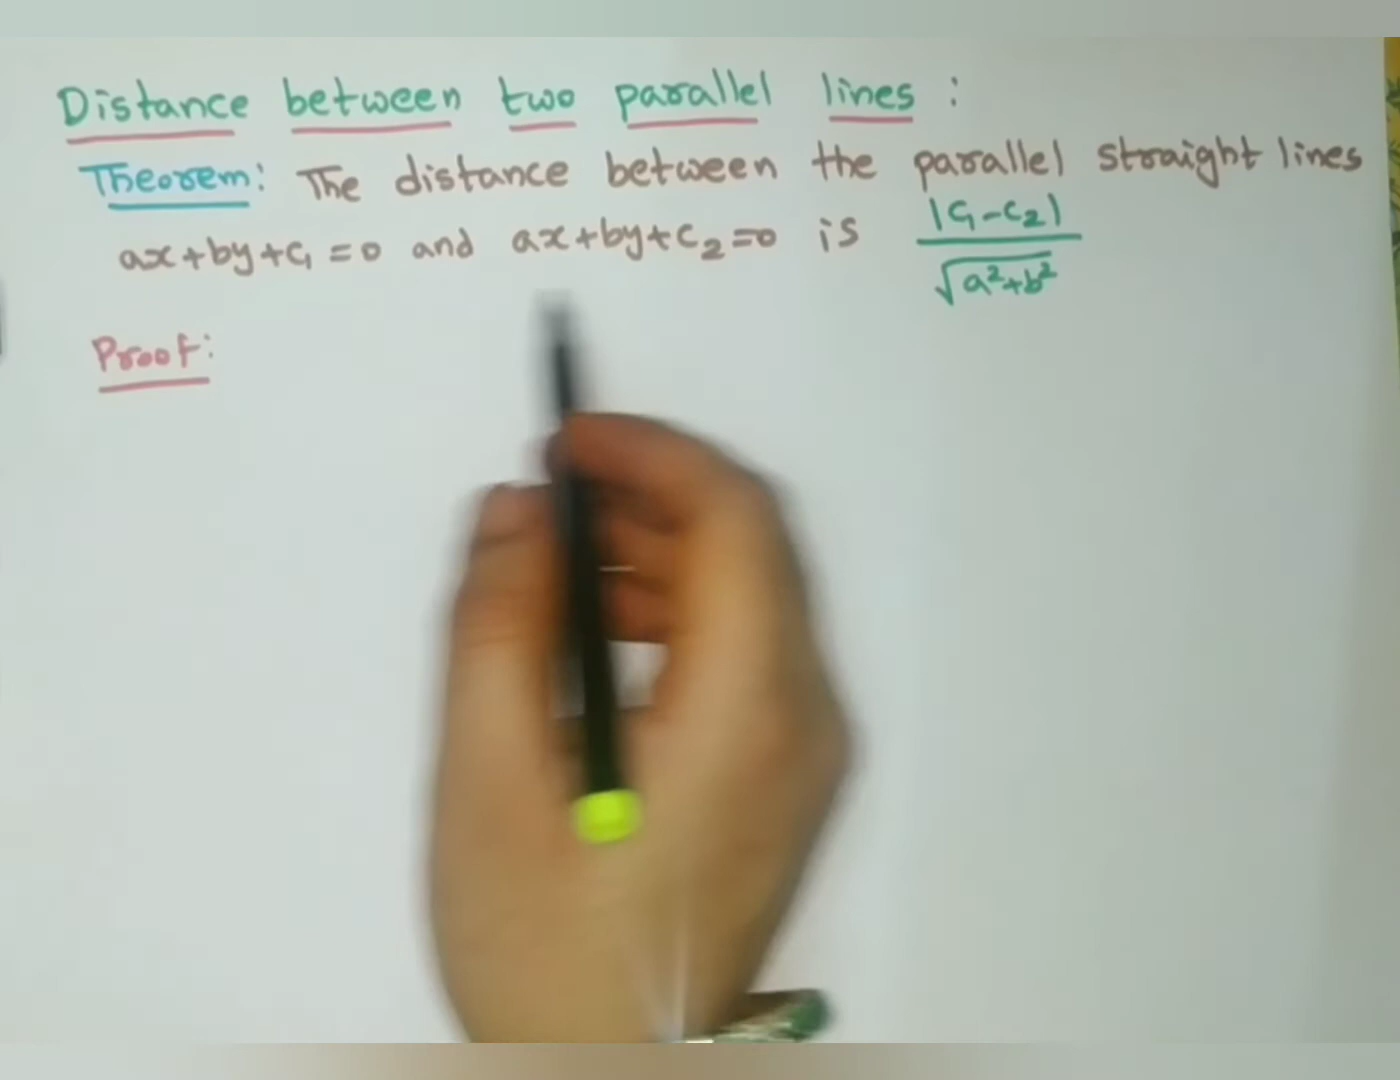 Distance between two parallel lines :
Theorem: The distance between the parallel straight lines
ax+by+c₁=0 and ax+by+c₂=0 is |c₁-c₂|/√a²+b²
Proof: